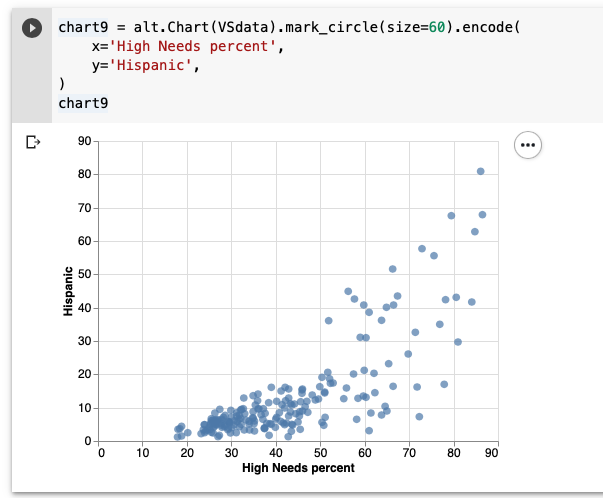 chart9 = alt.Chart(VSdata).mark_circle(size=60).encode(
    x='High Needs percent',
    y='Hispanic',
)
chart9
90
80
70
60
50
40
30
20
10
0
Hispanic
0 10 20 30 40 50 60 70 80 90
High Needs percent